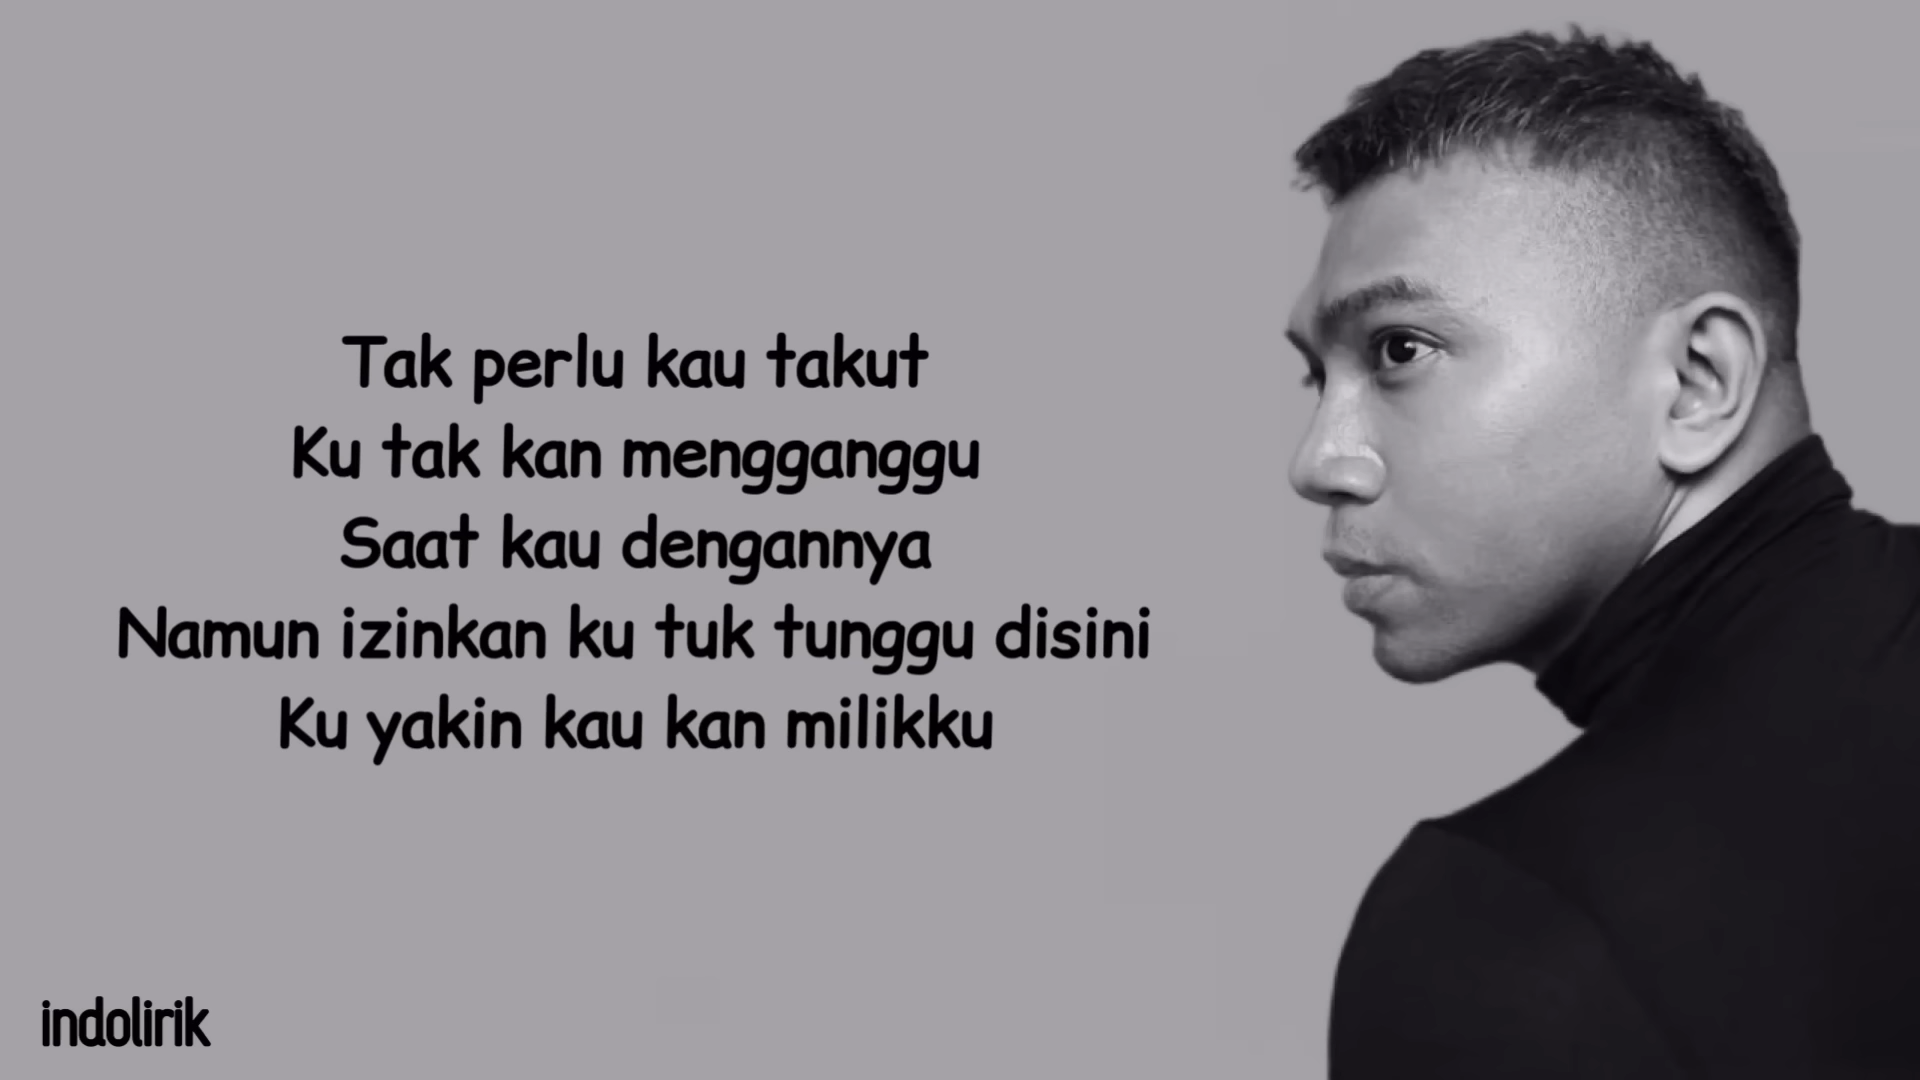 Tak perlu kau takut
Ku tak kan mengganggu
Saat kau dengannya
Namun izinkan ku tuk tunggu disini
Ku yakin kau kan milikku
indolirik